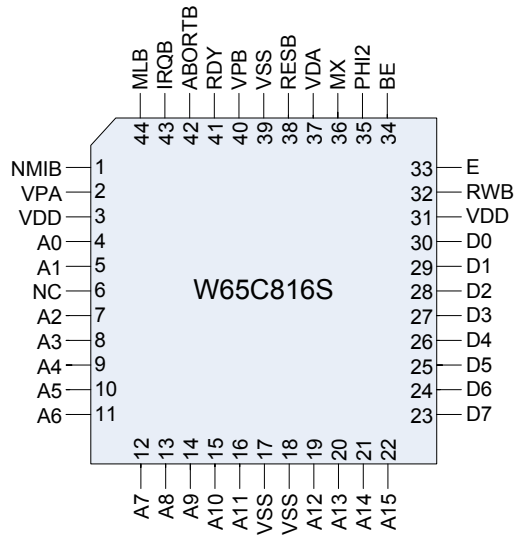 MLB
IRQB
ABORTB
RDY
VPB
VSS
RESB
VDA
MX
PHI2
BE
44
43
42
41
40
39
38
37
36
35
34
NMIB 1
VPA 2
VDD 3
A0 4
A1 5
NC 6
A2 7
A3 8
A4 9
A5 10
A6 11
W65C816S
33 E
32 RWB
31 VDD
30 D0
29 D1
28 D2
27 D3
26 D4
25 D5
24 D6
23 D7
12
13
14
15
16
17
18
19
20
21
22
A7
A8
A9
A10
A11
VSS
VSS
A12
A13
A14
A15